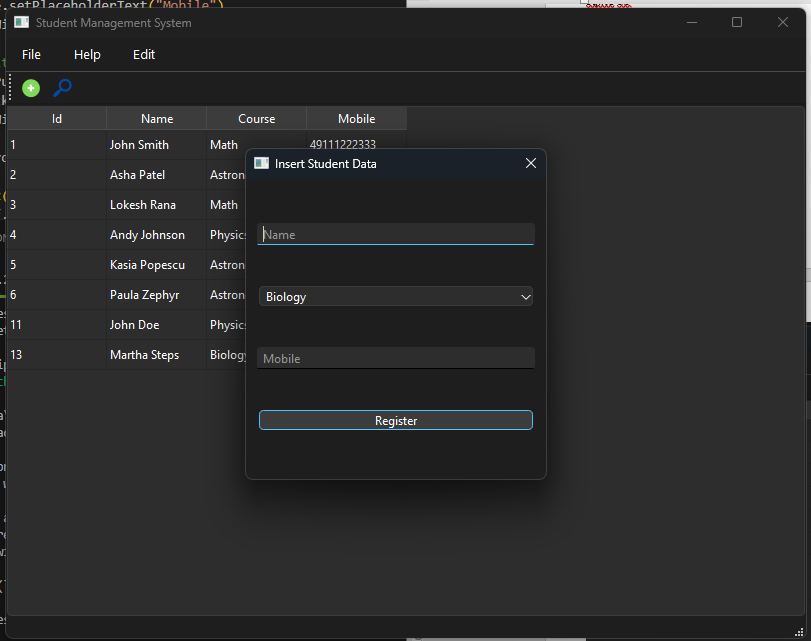 .setPlaceholderText("Mobile")
Student Management System
File Help Edit
Id Name Course Mobile
1 John Smith Math 49111222333
2 Asha Patel Astron
3 Lokesh Rana Math
4 Andy Johnson Physics
5 Kasia Popescu Astron
6 Paula Zephyr Astron
11 John Doe Physics
13 Martha Steps Biology
Insert Student Data
Name
Biology
Mobile
Register